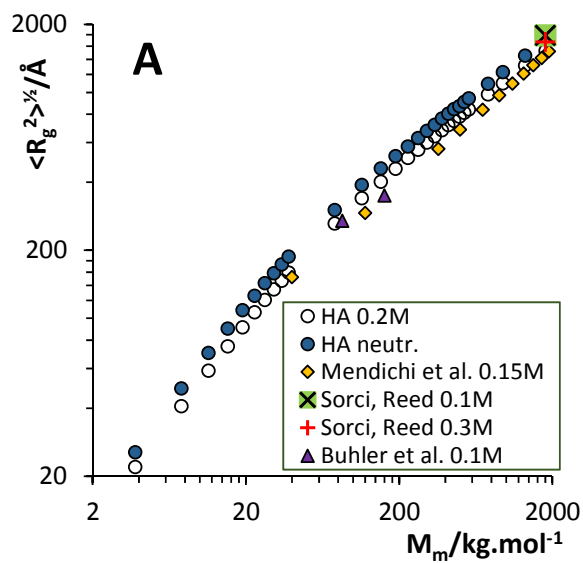 A
2000
200
20
<Rg²>½/Å
HA 0.2M
HA neutr.
Mendichi et al. 0.15M
Sorci, Reed 0.1M
Sorci, Reed 0.3M
Buhler et al. 0.1M
2 20 200 2000
Mm/kg.mol⁻¹